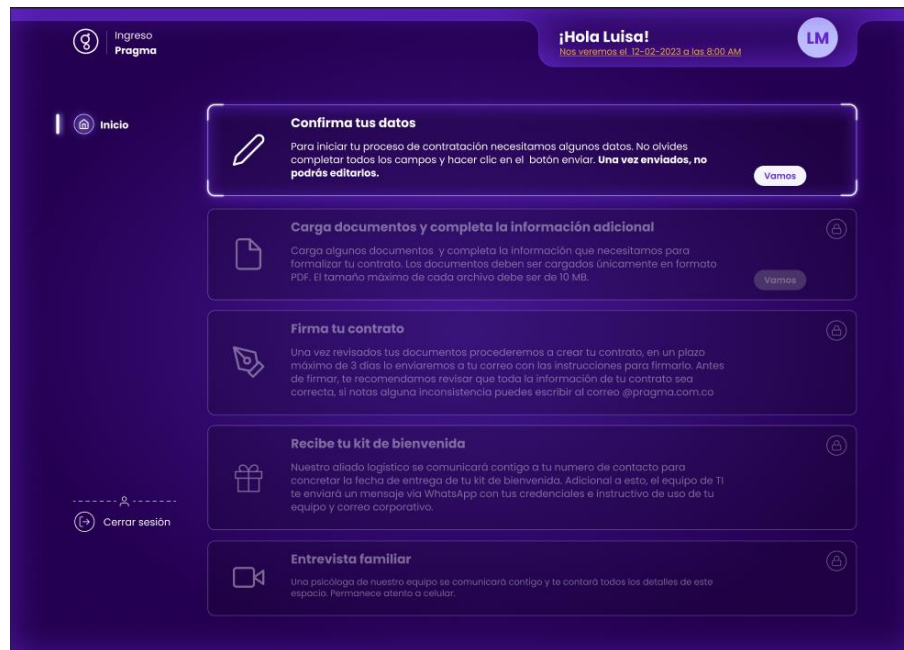 Ingreso
Pragma
¡Hola Luisa!
Nos veremos el 12-02-2023 a las 8:00 AM
LM
Inicio
Confirma tus datos
Para iniciar tu proceso de contratación necesitamos algunos datos. No olvides
completar todos los campos y hacer clic en el botón enviar. Una vez enviados, no
podrás editarlos.
Vamos
Carga documentos y completa la información adicional
Carga algunos documentos y completa la información que necesitamos para
formalizar tu contrato. Los documentos deben ser cargados únicamente en formato
PDF. El tamaño máximo de cada archivo debe ser de 10 MB.
Vamos
Firma tu contrato
Una vez revisados tus documentos procederemos a crear tu contrato, en un plazo
máximo de 3 días lo enviaremos a tu correo con las instrucciones para firmarlo. Antes
de firmar, te recomendamos revisar que toda la información de tu contrato sea
correcta, si notas alguna inconsistencia puedes escribir al correo @pragma.com.co
Recibe tu kit de bienvenida
Nuestro aliado logístico se comunicará contigo a tu numero de contacto para
concretar la fecha de entrega de tu kit de bienvenida. Adicional a esto, el equipo de TI
te enviará un mensaje vía WhatsApp con tus credenciales e instructivo de uso de tu
equipo y correo corporativo.
Cerrar sesión
Entrevista familiar
Una psicóloga de nuestro equipo se comunicará contigo y te contará todos los detalles de este
espacio. Permanece atento a celular.